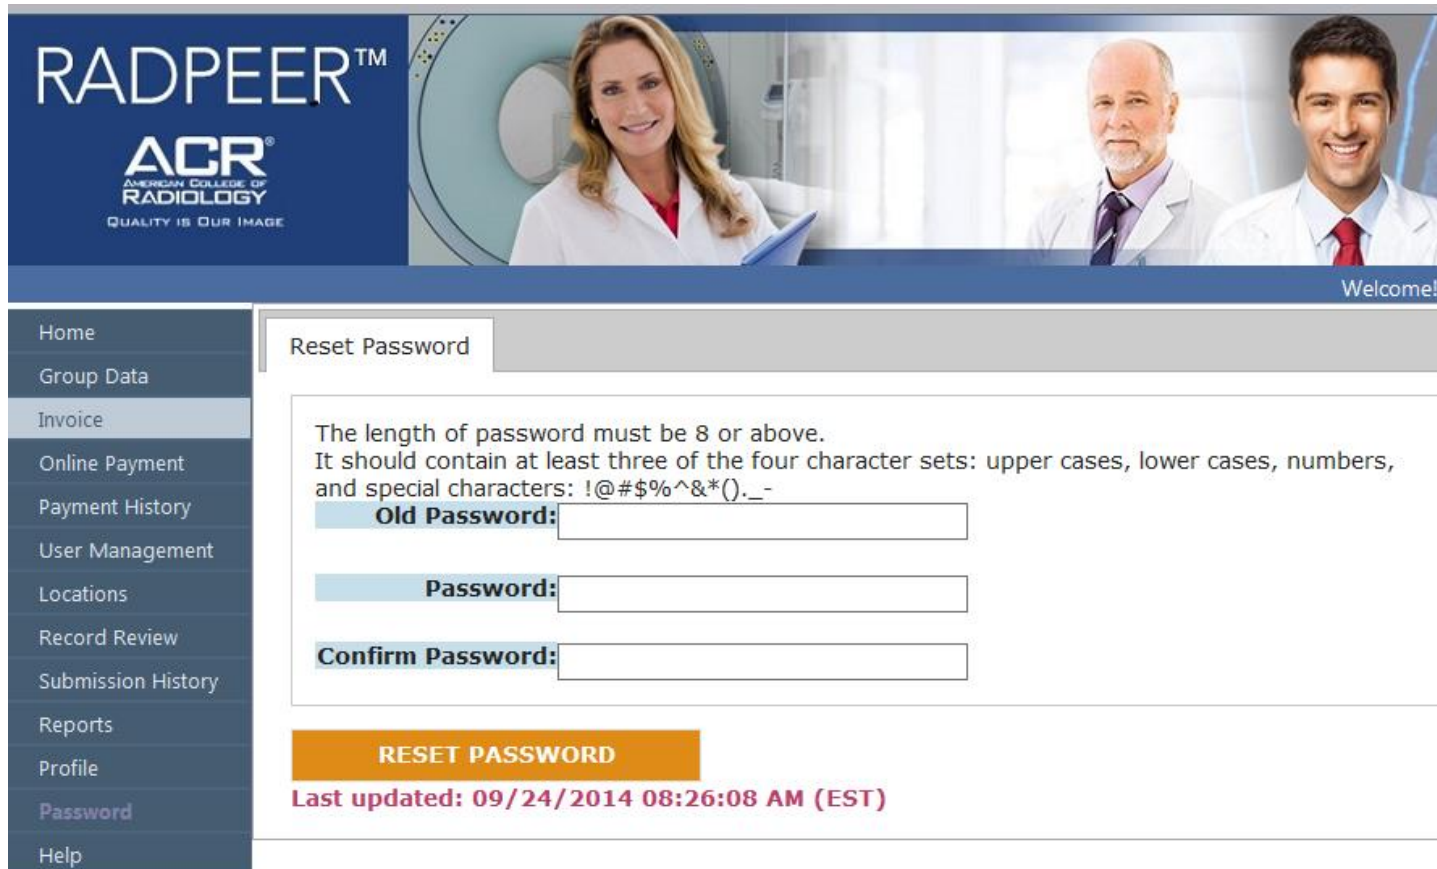 RADPEER™
ACR®
AMERICAN COLLEGE OF
RADIOLOGY
QUALITY IS OUR IMAGE
Welcome!
Home
Group Data
Invoice
Online Payment
Payment History
User Management
Locations
Record Review
Submission History
Reports
Profile
Password
Help
Reset Password
The length of password must be 8 or above.
It should contain at least three of the four character sets: upper cases, lower cases, numbers,
and special characters: !@#$%^&*()._-
Old Password:
Password:
Confirm Password:
RESET PASSWORD
Last updated: 09/24/2014 08:26:08 AM (EST)